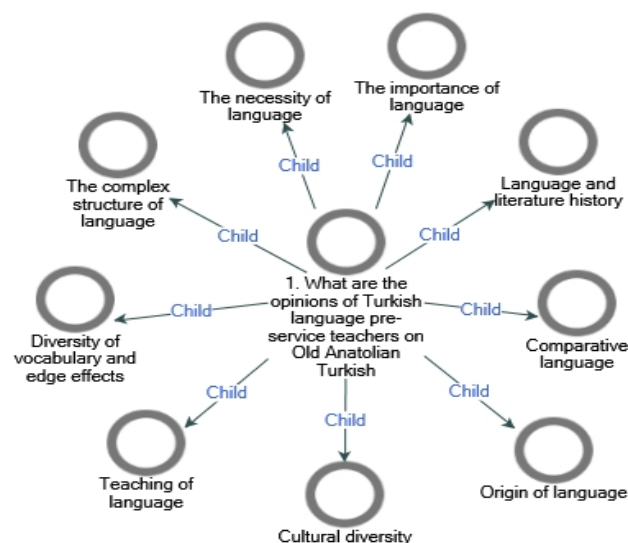 The necessity of
language
The importance of
language
Child
Child
The complex
structure of
language
Language and
literature history
Child
Child
1. What are the
opinions of Turkish
language pre-
service teachers on
Old Anatolian
Turkish
Child
Child
Diversity of
vocabulary and
edge effects
Comparative
language
Child
Child
Child
Teaching of
language
Origin of language
Cultural diversity